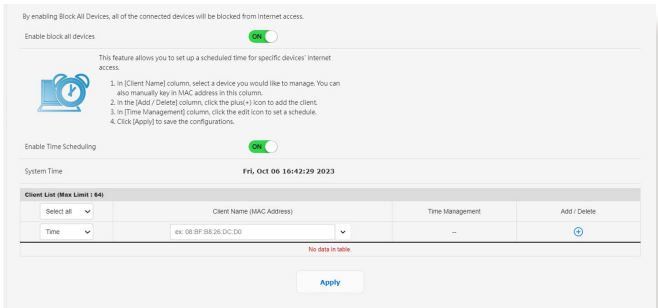 By enabling Block All Devices, all of the connected devices will be blocked from Internet access.
Enable block all devices
ON
This feature allows you to set up a scheduled time for specific devices' Internet
access.
1. In [Client Name] column, select a device you would like to manage. You can
also manually key in MAC address in this column.
2. In the [Add / Delete] column, click the plus(+) icon to add the client.
3. In [Time Management] column, click the edit icon to set a schedule.
4. Click [Apply] to save the configurations.
Enable Time Scheduling
ON
System Time
Fri, Oct 06 16:42:29 2023
Client List (Max Limit : 64)
Select all
Client Name (MAC Address)
Time Management
Add / Delete
Time
ex: 08:BF:B8:26:DC:D0
--
No data in table.
Apply